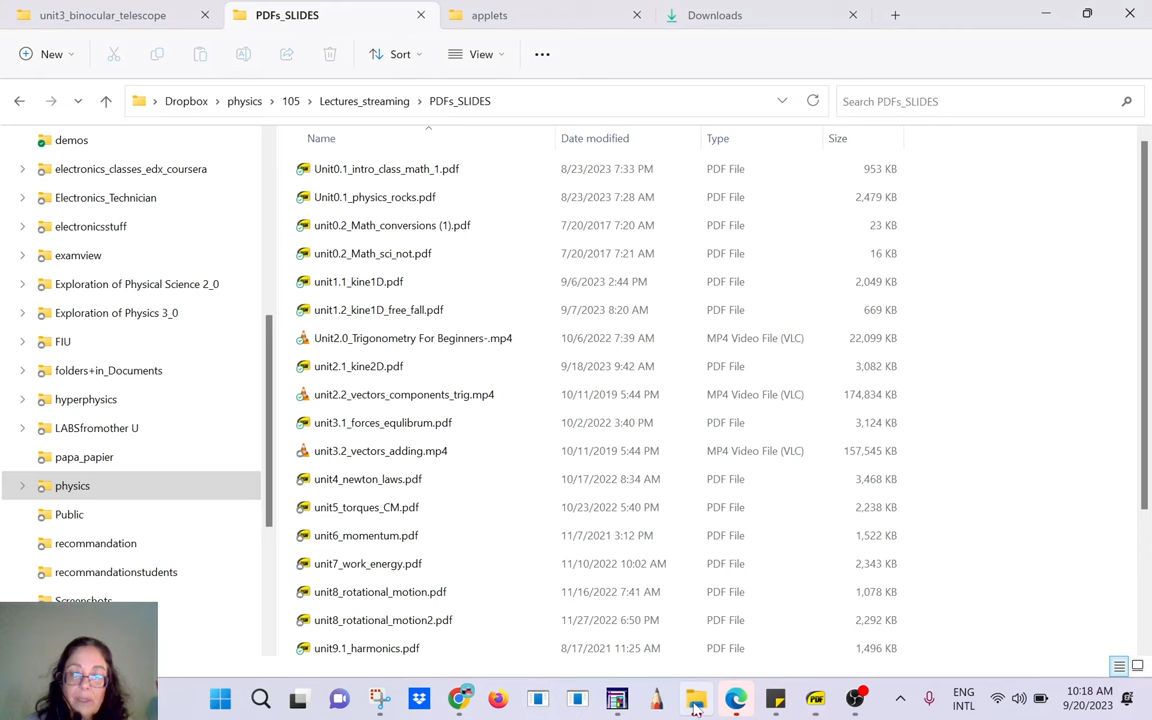 unit3_binocular_telescope
PDFs_SLIDES
applets
Downloads
New
Sort
View
Dropbox > physics > 105 > Lectures_streaming > PDFs_SLIDES
Search PDFs_SLIDES
demos
electronics_classes_edx_coursera
Electronics_Technician
electronicsstuff
examview
Exploration of Physical Science 2_0
Exploration of Physics 3_0
FIU
folders+in_Documents
hyperphysics
LABSfromother U
papa_papier
physics
Public
recommandation
recommandationstudents
Screenshots
Name Date modified Type Size
Unit0.1_intro_class_math_1.pdf 8/23/2023 7:33 PM PDF File 953 KB
Unit0.1_physics_rocks.pdf 8/23/2023 7:28 AM PDF File 2,479 KB
unit0.2_Math_conversions (1).pdf 7/20/2017 7:20 AM PDF File 23 KB
unit0.2_Math_sci_not.pdf 7/20/2017 7:21 AM PDF File 16 KB
unit1.1_kine1D.pdf 9/6/2023 2:44 PM PDF File 2,049 KB
unit1.2_kine1D_free_fall.pdf 9/7/2023 8:20 AM PDF File 669 KB
Unit2.0_Trigonometry For Beginners-.mp4 10/6/2022 7:39 AM MP4 Video File (VLC) 22,099 KB
unit2.1_kine2D.pdf 9/18/2023 9:42 AM PDF File 3,082 KB
unit2.2_vectors_components_trig.mp4 10/11/2019 5:44 PM MP4 Video File (VLC) 174,834 KB
unit3.1_forces_equlibrum.pdf 10/2/2022 3:40 PM PDF File 3,124 KB
unit3.2_vectors_adding.mp4 10/11/2019 5:44 PM MP4 Video File (VLC) 157,545 KB
unit4_newton_laws.pdf 10/17/2022 8:34 AM PDF File 3,468 KB
unit5_torques_CM.pdf 10/23/2022 5:40 PM PDF File 2,238 KB
unit6_momentum.pdf 11/7/2021 3:12 PM PDF File 1,522 KB
unit7_work_energy.pdf 11/10/2022 10:02 AM PDF File 2,343 KB
unit8_rotational_motion.pdf 11/16/2022 7:41 AM PDF File 1,078 KB
unit8_rotational_motion2.pdf 11/27/2022 6:50 PM PDF File 2,292 KB
unit9.1_harmonics.pdf 8/17/2021 11:25 AM PDF File 1,496 KB
ENG
INTL
10:18 AM
9/20/2023